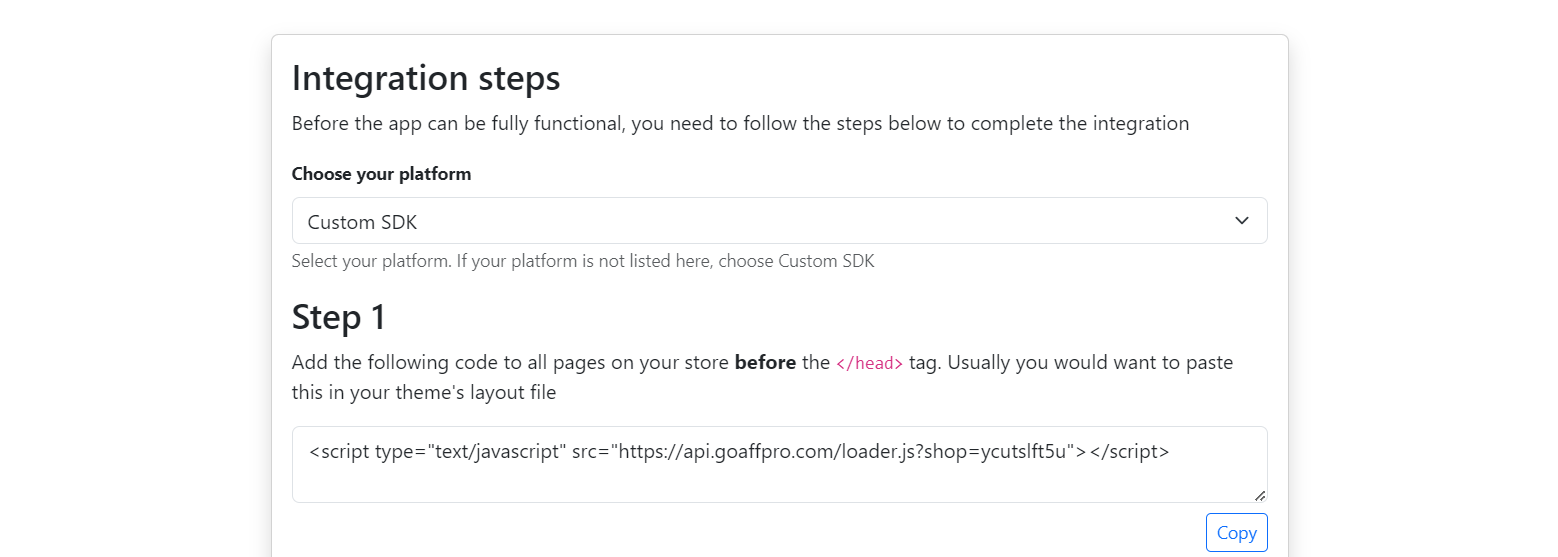 Integration steps
Before the app can be fully functional, you need to follow the steps below to complete the integration
Choose your platform
Custom SDK
Select your platform. If your platform is not listed here, choose Custom SDK
Step 1
Add the following code to all pages on your store before the </head> tag. Usually you would want to paste
this in your theme's layout file
<script type="text/javascript" src="https://api.goaffpro.com/loader.js?shop=ycutslft5u"></script>
Copy